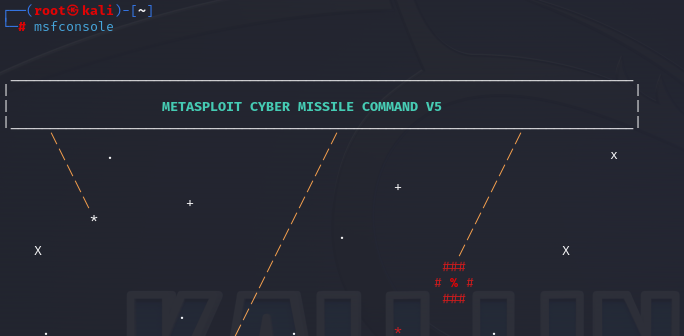 ┌──(root㉿kali)-[~]
└─# msfconsole
METASPLOIT CYBER MISSILE COMMAND V5
. x
+
+
*
.
X X
###
# % #
###
.
. . * .